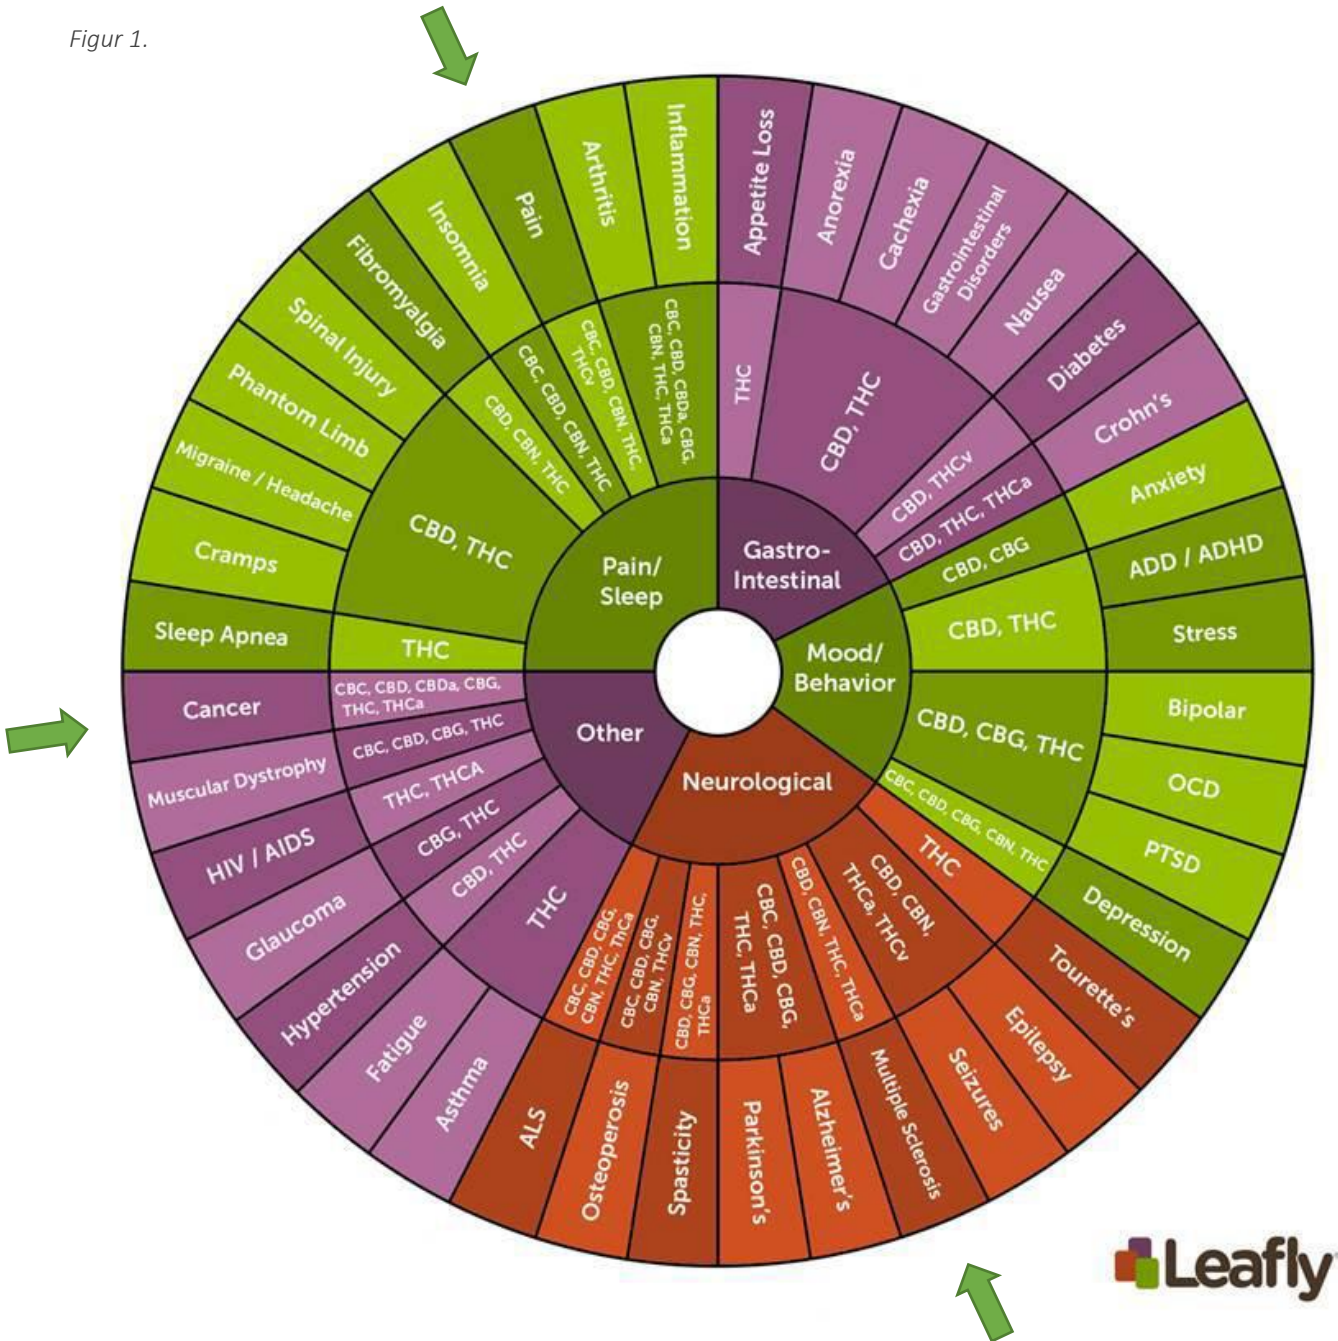 Figur 1.
Inflammation
Arthritis
Pain
Insomnia
Fibromyalgia
Spinal Injury
Phantom Limb
Migraine / Headache
Cramps
Sleep Apnea
CBC, CBD, CBDa, CBG,
CBN, THC, THCa
CBC, CBD, CBN, THC,
THCv
CBC, CBD, CBN, THC
CBD, CBN, THC
CBD, THC
THC
Pain/
Sleep
Appetite Loss
Anorexia
Cachexia
Gastrointestinal
Disorders
Nausea
Diabetes
Crohn's
THC
CBD, THC
CBD, THCv
CBD, THC, THCa
Gastro-
Intestinal
Anxiety
ADD / ADHD
Stress
Bipolar
OCD
PTSD
Depression
CBD, CBG
CBD, THC
CBD, CBG, THC
CBC, CBD, CBG, CBN, THC
Mood/
Behavior
Tourette's
Epilepsy
Seizures
Multiple Sclerosis
Alzheimer's
Parkinson's
Spasticity
Osteoperosis
ALS
THC
CBD, CBN,
THCa, THCv
CBD, CBN, THC, THCa
CBC, CBD, CBG,
THC, THCa
CBD, CBG, CBN, THC,
THCa
CBC, CBD, CBG,
CBN, THCv
CBC, CBD, CBG,
CBN, THC, ThCa
Neurological
Cancer
Muscular Dystrophy
HIV / AIDS
Glaucoma
Hypertension
Fatigue
Asthma
CBC, CBD, CBDa, CBG,
THC, THCa
CBC, CBD, CBG, THC
THC, THCA
CBG, THC
CBD, THC
THC
Other
Leafly